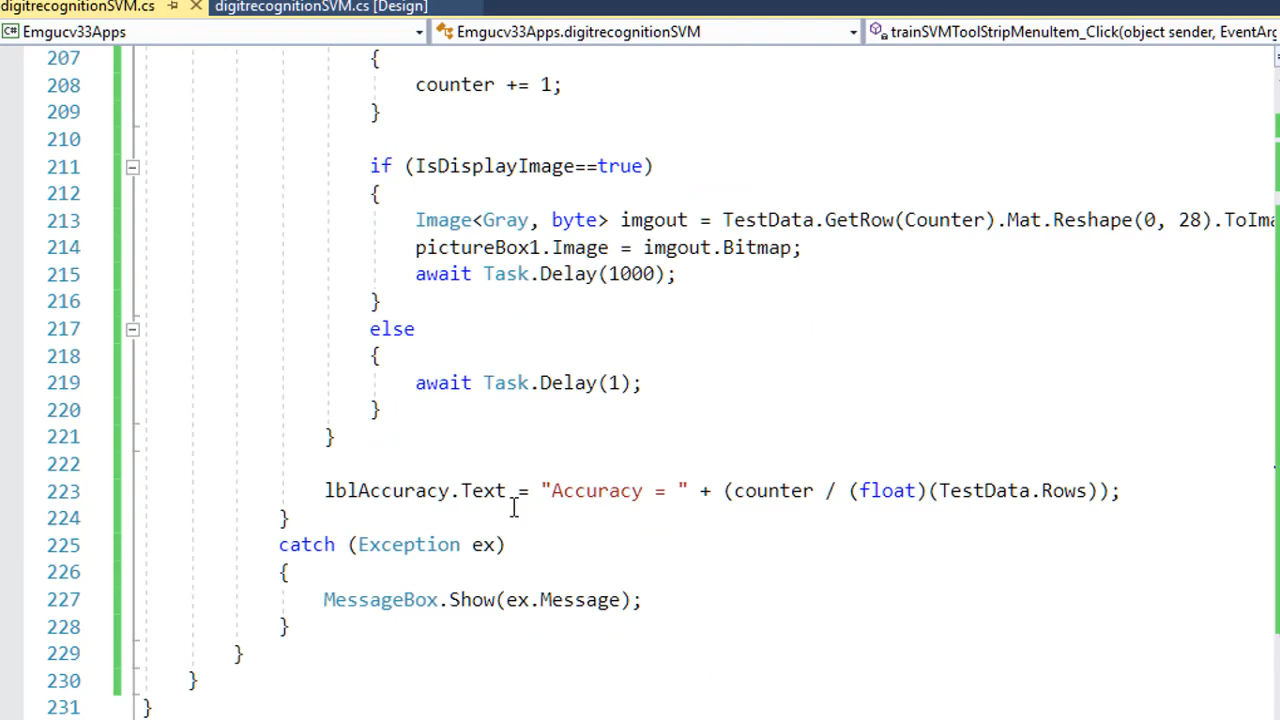 digitrecognitionSVM.cs digitrecognitionSVM.cs [Design]
C# Emgucv33Apps Emgucv33Apps.digitrecognitionSVM trainSVMToolStripMenuItem_Click(object sender, EventArg
207 {
208 counter += 1;
209 }
210
211 if (IsDisplayImage==true)
212 {
213 Image<Gray, byte> imgout = TestData.GetRow(Counter).Mat.Reshape(0, 28).ToIma
214 pictureBox1.Image = imgout.Bitmap;
215 await Task.Delay(1000);
216 }
217 else
218 {
219 await Task.Delay(1);
220 }
221 }
222
223 lblAccuracy.Text = "Accuracy = " + (counter / (float)(TestData.Rows));
224 }
225 catch (Exception ex)
226 {
227 MessageBox.Show(ex.Message);
228 }
229 }
230 }
231 }